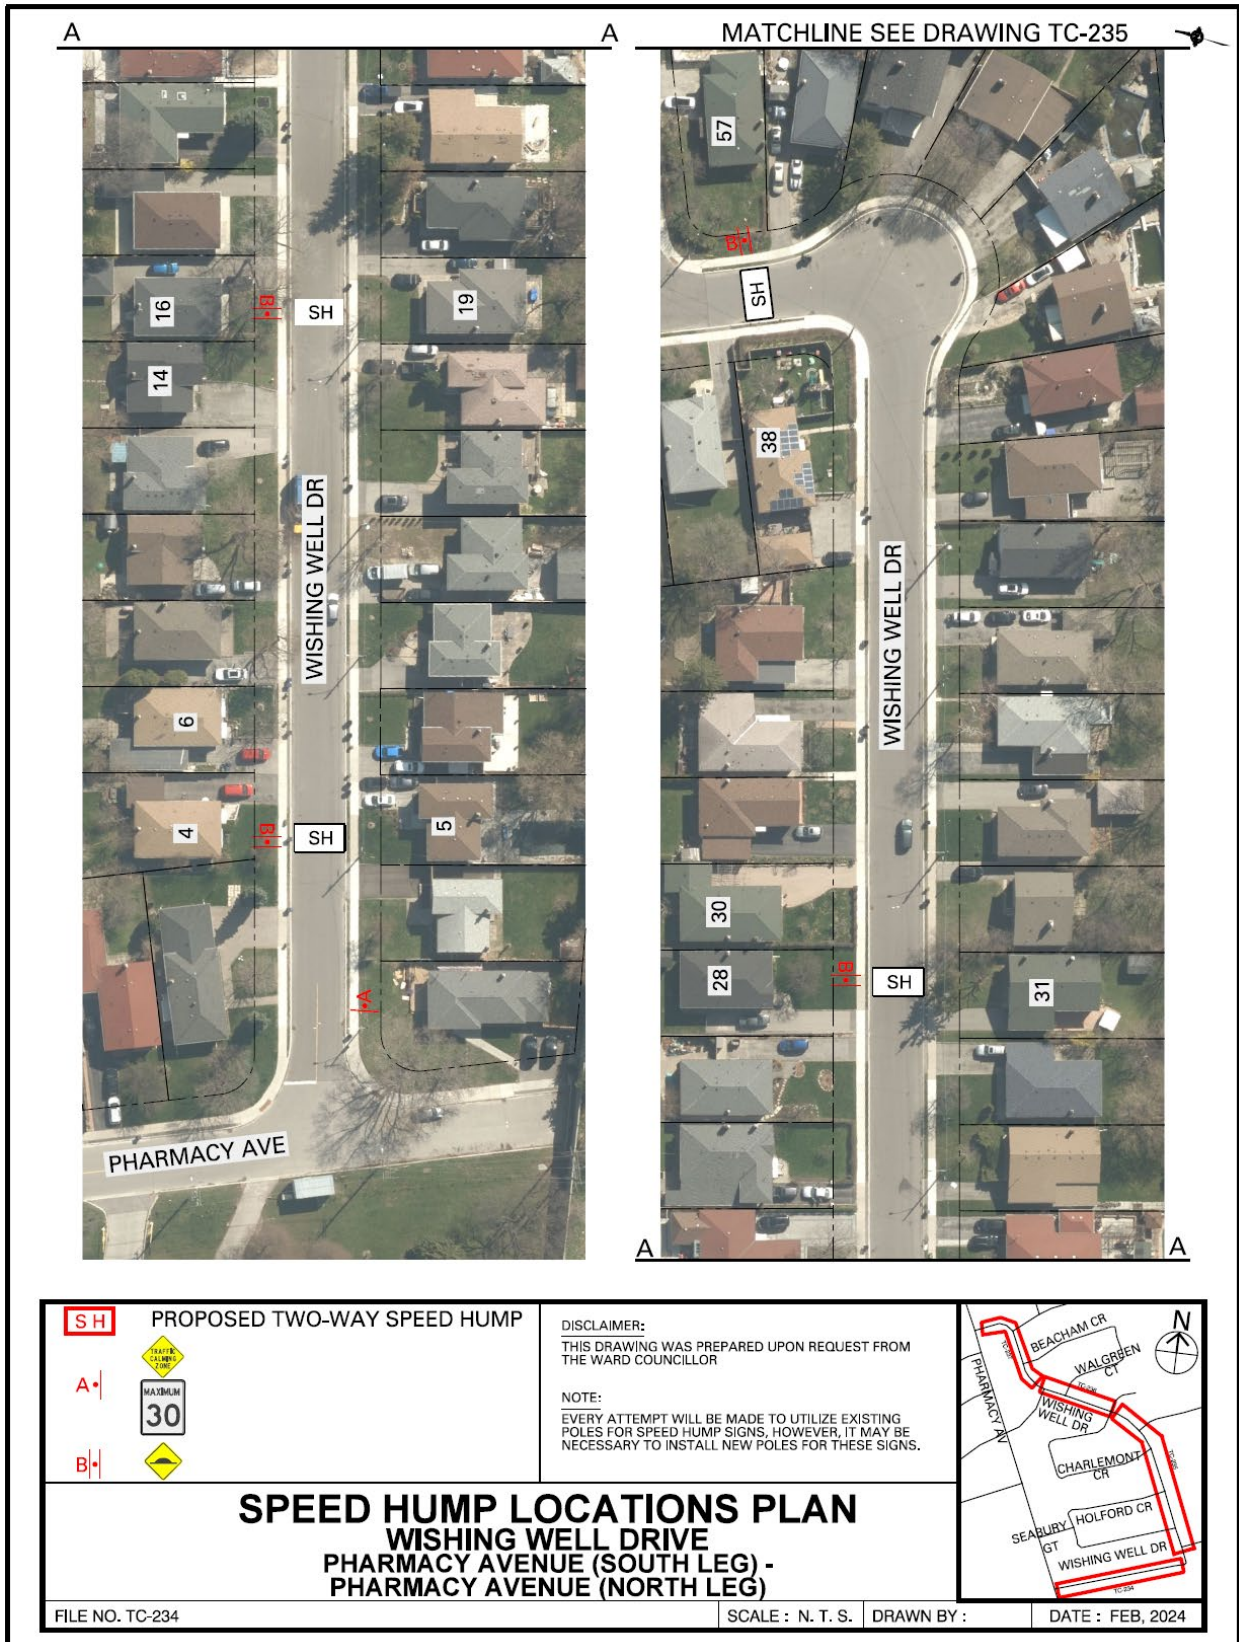 A
A
MATCHLINE SEE DRAWING TC-235
57
B
SH
16
B
SH
19
14
38
WISHING WELL DR
WISHING WELL DR
6
4
B
SH
5
30
28
B
SH
31
A
PHARMACY AVE
A
A
SH
PROPOSED TWO-WAY SPEED HUMP
TRAFFIC
CALMING
ZONE
A
MAXIMUM
30
B
DISCLAIMER:
THIS DRAWING WAS PREPARED UPON REQUEST FROM
THE WARD COUNCILLOR
NOTE:
EVERY ATTEMPT WILL BE MADE TO UTILIZE EXISTING
POLES FOR SPEED HUMP SIGNS, HOWEVER, IT MAY BE
NECESSARY TO INSTALL NEW POLES FOR THESE SIGNS.
N
BEACHAM CR
WALGREEN
CT
PHARMACY AV
WISHING
WELL DR
CHARLEMONT
CR
HOLFORD CR
SEABURY
GT
WISHING WELL DR
TC-234
SPEED HUMP LOCATIONS PLAN
WISHING WELL DRIVE
PHARMACY AVENUE (SOUTH LEG) -
PHARMACY AVENUE (NORTH LEG)
FILE NO. TC-234
SCALE : N. T. S.
DRAWN BY :
DATE : FEB, 2024